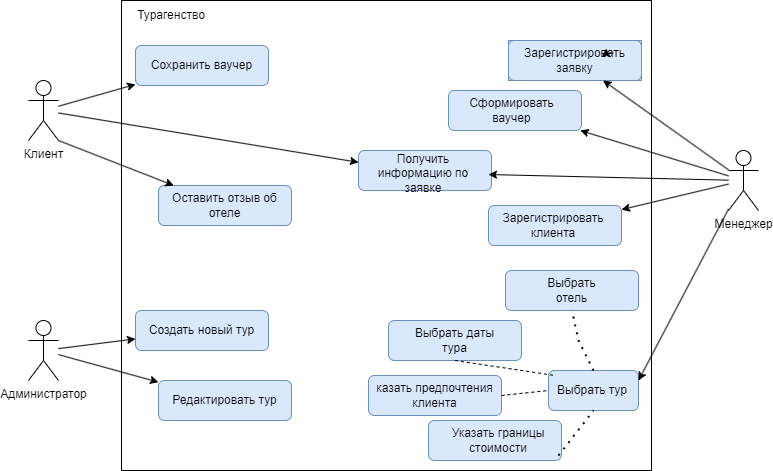 Турагенство
Сохранить ваучер
Зарегистрировать
заявку
Сформировать
ваучер
Клиент
Получить
информацию по
заявке
Оставить отзыв об
отеле
Зарегистрировать
клиента
Менеджер
Выбрать
отель
Создать новый тур
Выбрать даты
тура
Администратор
Редактировать тур
казать предпочтения
клиента
Выбрать тур
Указать границы
стоимости